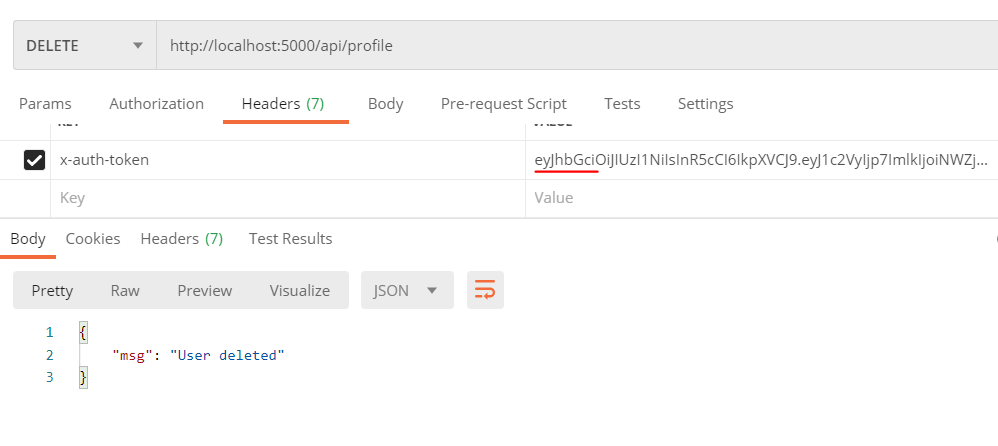 DELETE http://localhost:5000/api/profile
Params Authorization Headers (7) Body Pre-request Script Tests Settings
KEY VALUE
x-auth-token eyJhbGciOiJIUzI1NiIsInR5cCI6IkpXVCJ9.eyJ1c2VyIjp7ImlkIjoiNWZj...
Key Value
Body Cookies Headers (7) Test Results
Pretty Raw Preview Visualize JSON
1 {
2 "msg": "User deleted"
3 }